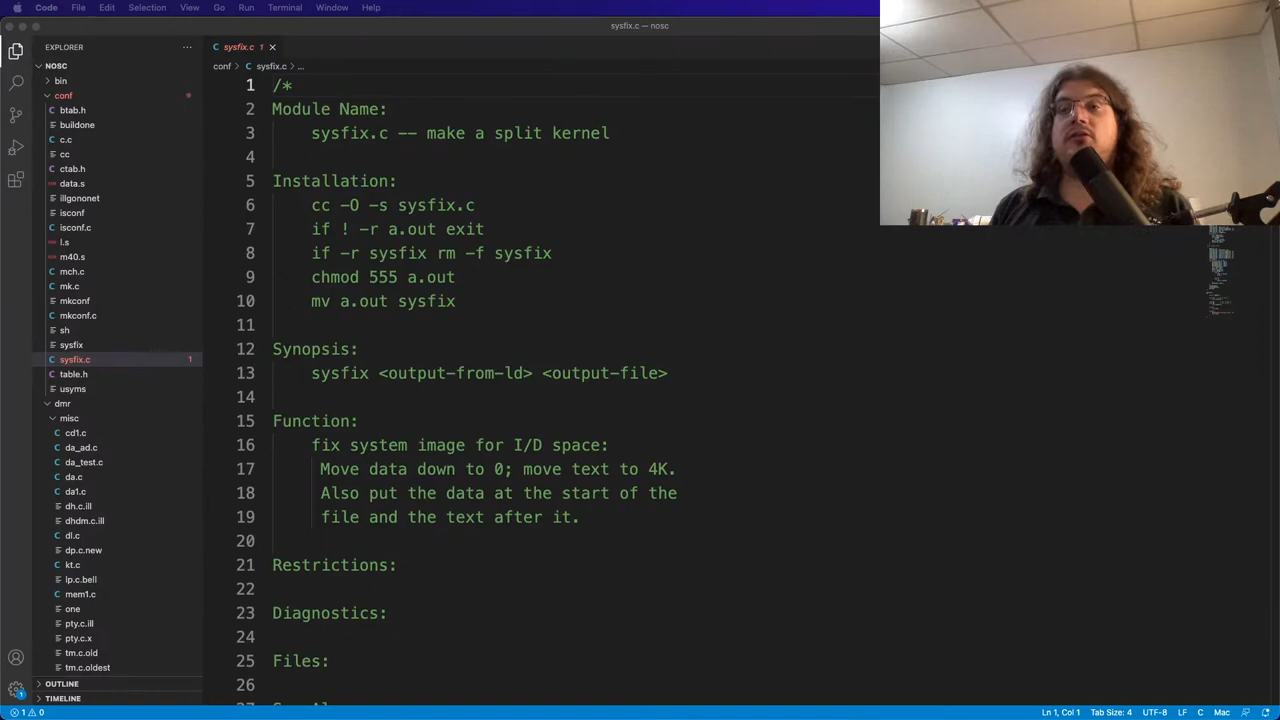 Code File Edit Selection View Go Run Terminal Window Help
sysfix.c — nosc
EXPLORER
sysfix.c 1
NOSC
conf > sysfix.c > ...
bin
conf
btab.h
buildone
c.c
cc
ctab.h
data.s
illgononet
isconf
isconf.c
l.s
m40.s
mch.c
mk.c
mkconf
mkconf.c
sh
sysfix
sysfix.c 1
table.h
usyms
dmr
misc
cd1.c
da_ad.c
da_test.c
da.c
da1.c
dh.c.ill
dhdm.c.ill
dl.c
dp.c.new
kt.c
lp.c.bell
mem1.c
one
pty.c.ill
pty.c.x
tm.c.old
tm.c.oldest
OUTLINE
TIMELINE
1 /*
2 Module Name:
3 sysfix.c -- make a split kernel
4
5 Installation:
6 cc -O -s sysfix.c
7 if ! -r a.out exit
8 if -r sysfix rm -f sysfix
9 chmod 555 a.out
10 mv a.out sysfix
11
12 Synopsis:
13 sysfix <output-from-ld> <output-file>
14
15 Function:
16 fix system image for I/D space:
17 Move data down to 0; move text to 4K.
18 Also put the data at the start of the
19 file and the text after it.
20
21 Restrictions:
22
23 Diagnostics:
24
25 Files:
26
1 0 Ln 1, Col 1 Tab Size: 4 UTF-8 LF C Mac